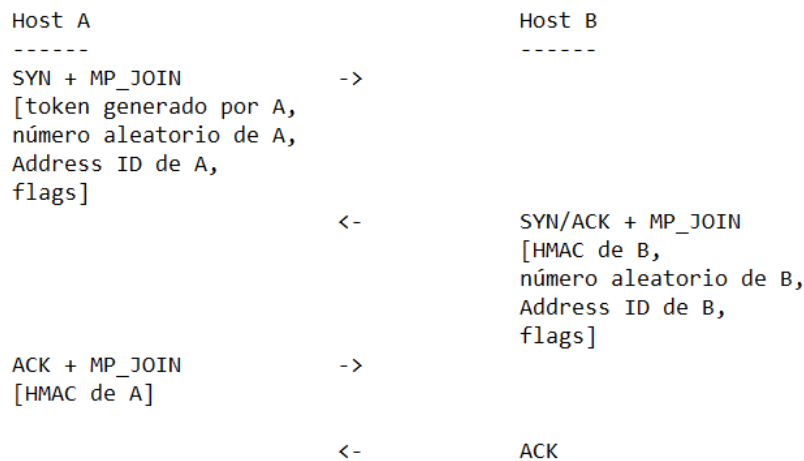 Host A Host B
------ ------
SYN + MP_JOIN ->
[token generado por A,
número aleatorio de A,
Address ID de A,
flags]
<- SYN/ACK + MP_JOIN
[HMAC de B,
número aleatorio de B,
Address ID de B,
flags]
ACK + MP_JOIN ->
[HMAC de A]
<- ACK